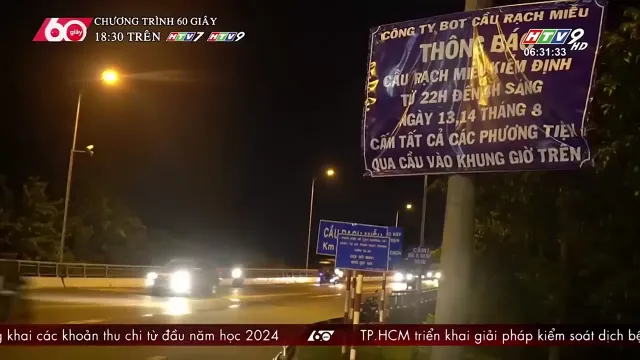 60 giây
CHƯƠNG TRÌNH 60 GIÂY
18:30 TRÊN HTV7 HTV9
HTV9 HD
06:31:33
CÔNG TY BOT CẦU RẠCH MIỄU
THÔNG BÁO
CẦU RẠCH MIỄU KIỂM ĐỊNH
TỪ 22H ĐẾN SÁNG
NGÀY 13,14 THÁNG 8
CẤM TẤT CẢ CÁC PHƯƠNG TIỆN
QUA CẦU VÀO KHUNG GIỜ TRÊN
CẦU RẠCH MIỄU
Km
khai các khoản thu chi từ đầu năm học 2024 60 TP.HCM triển khai giải pháp kiểm soát dịch